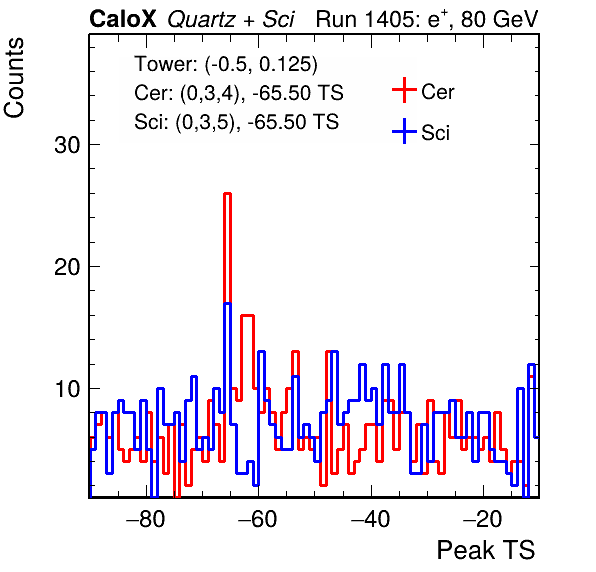 CaloX Quartz + Sci Run 1405: e+, 80 GeV
Counts
Tower: (-0.5, 0.125)
Cer: (0,3,4), -65.50 TS
Sci: (0,3,5), -65.50 TS
Cer
Sci
30
20
10
−80 −60 −40 −20
Peak TS